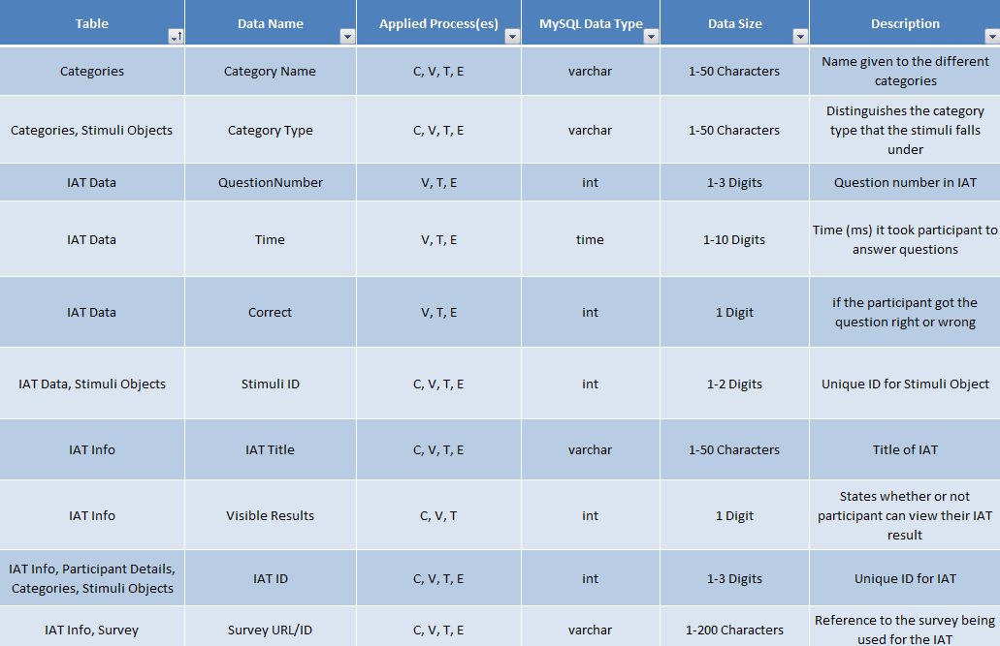 Table Data Name Applied Process(es) MySQL Data Type Data Size Description
Categories Category Name C, V, T, E varchar 1-50 Characters Name given to the different
categories
Categories, Stimuli Objects Category Type C, V, T, E varchar 1-50 Characters Distinguishes the category
type that the stimuli falls
under
IAT Data QuestionNumber V, T, E int 1-3 Digits Question number in IAT
IAT Data Time V, T, E time 1-10 Digits Time (ms) it took participant to
answer questions
IAT Data Correct V, T, E int 1 Digit if the participant got the
question right or wrong
IAT Data, Stimuli Objects Stimuli ID C, V, T, E int 1-2 Digits Unique ID for Stimuli Object
IAT Info IAT Title C, V, T, E varchar 1-50 Characters Title of IAT
IAT Info Visible Results C, V, T int 1 Digit States whether or not
participant can view their IAT
result
IAT Info, Participant Details,
Categories, Stimuli Objects IAT ID C, V, T, E int 1-3 Digits Unique ID for IAT
IAT Info, Survey Survey URL/ID C, V, T, E varchar 1-200 Characters Reference to the survey being
used for the IAT